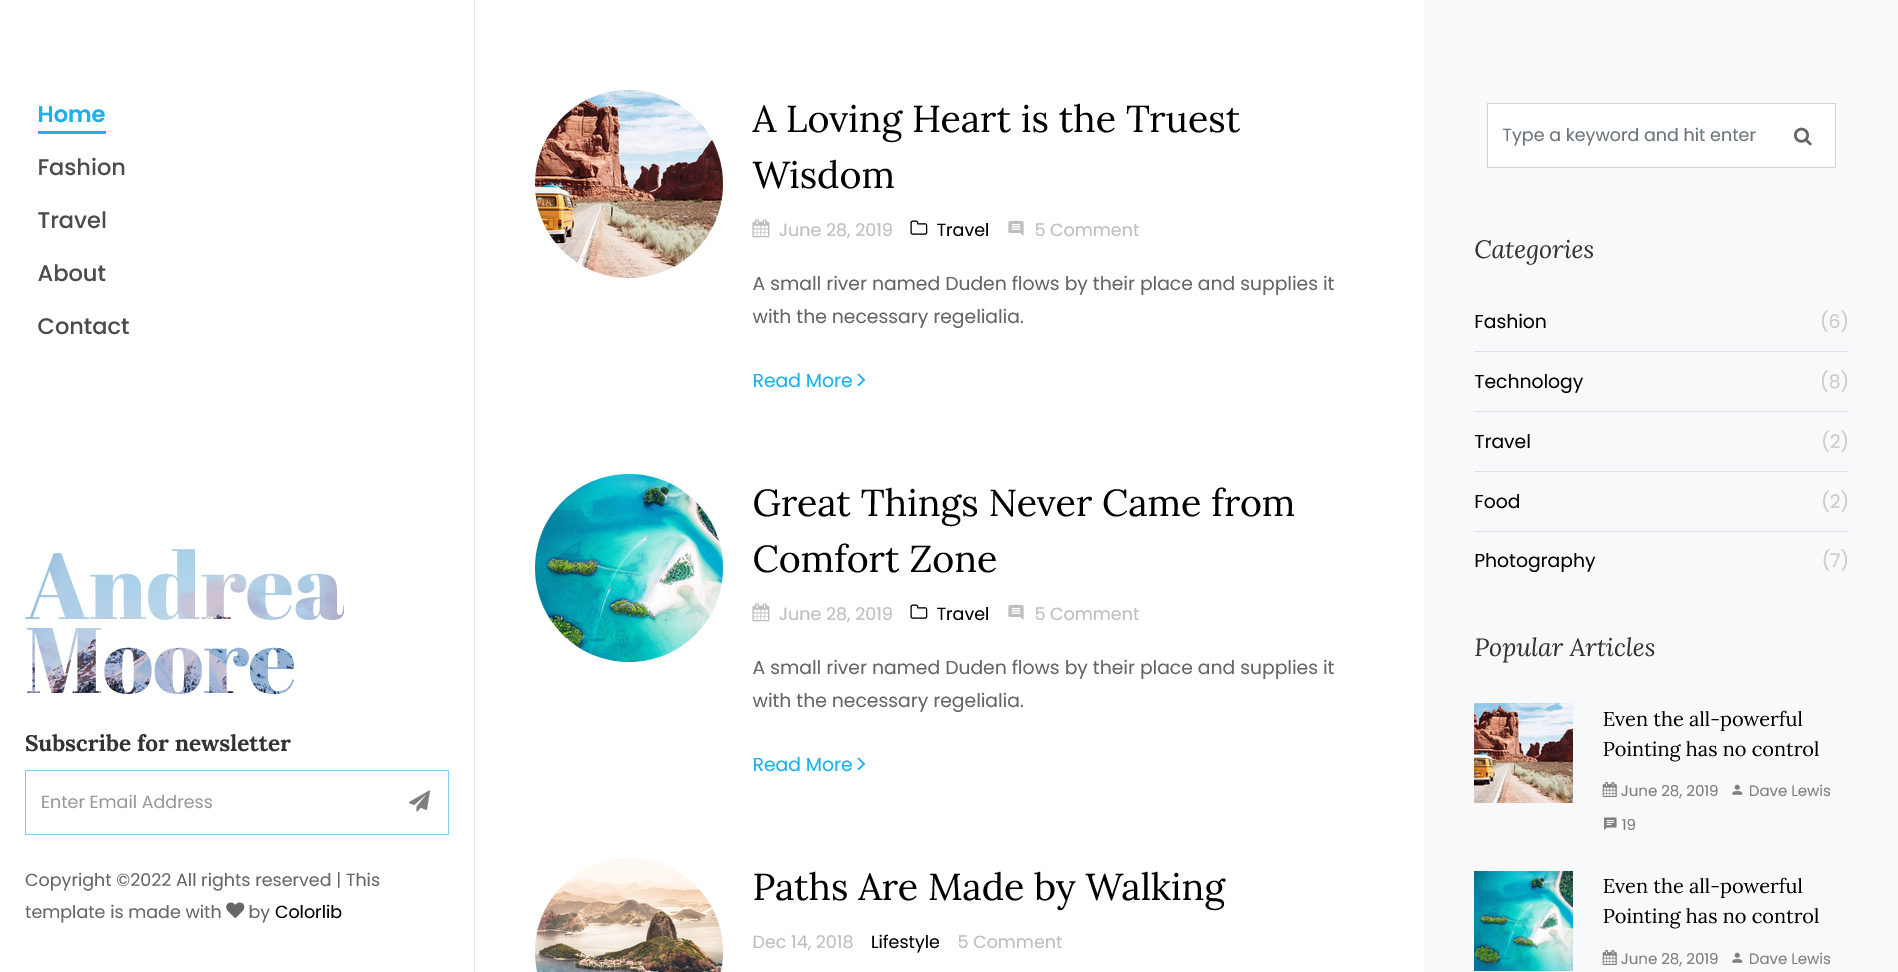 Home
Fashion
Travel
About
Contact
Andrea
Moore
Subscribe for newsletter
Enter Email Address
Copyright ©2022 All rights reserved | This
template is made with by Colorlib
A Loving Heart is the Truest
Wisdom
June 28, 2019 Travel 5 Comment
A small river named Duden flows by their place and supplies it
with the necessary regelialia.
Read More
Great Things Never Came from
Comfort Zone
June 28, 2019 Travel 5 Comment
A small river named Duden flows by their place and supplies it
with the necessary regelialia.
Read More
Paths Are Made by Walking
Dec 14, 2018 Lifestyle 5 Comment
Type a keyword and hit enter
Categories
Fashion (6)
Technology (8)
Travel (2)
Food (2)
Photography (7)
Popular Articles
Even the all-powerful
Pointing has no control
June 28, 2019 Dave Lewis
19
Even the all-powerful
Pointing has no control
June 28, 2019 Dave Lewis